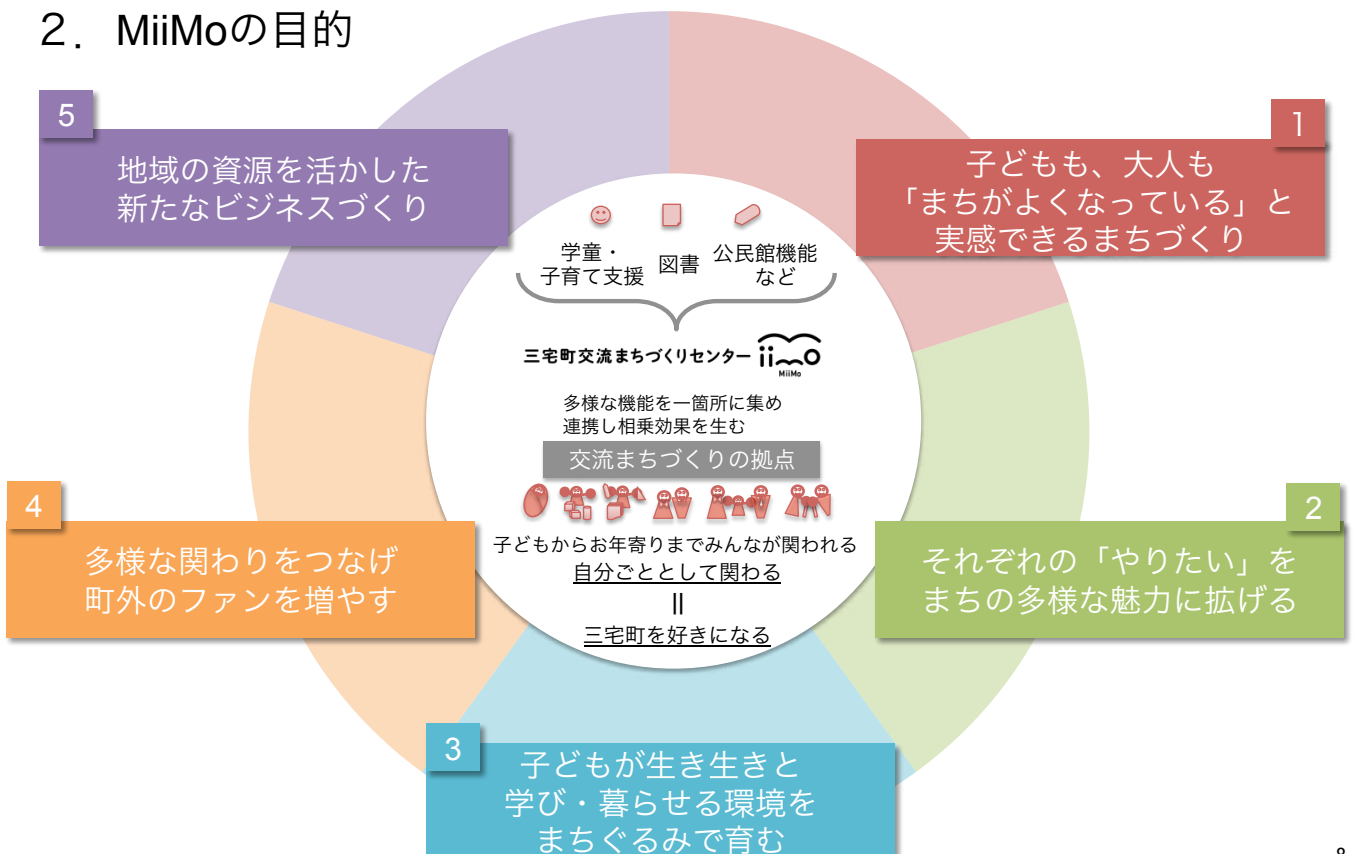 ２．MiiMoの目的
1
子どもも、大人も
「まちがよくなっている」と
実感できるまちづくり
2
それぞれの「やりたい」を
まちの多様な魅力に拡げる
3
子どもが生き生きと
学び・暮らせる環境を
まちぐるみで育む
4
多様な関わりをつなげ
町外のファンを増やす
5
地域の資源を活かした
新たなビジネスづくり
学童・
子育て支援
図書
公民館機能
など
三宅町交流まちづくりセンター
MiiMo
多様な機能を一箇所に集め
連携し相乗効果を生む
交流まちづくりの拠点
子どもからお年寄りまでみんなが関われる
自分ごととして関わる
||
三宅町を好きになる